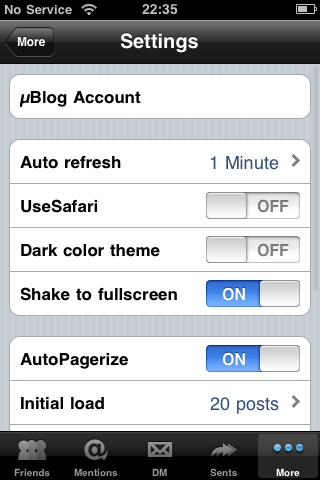 No Service 22:35
More Settings
µBlog Account
Auto refresh 1 Minute
UseSafari OFF
Dark color theme OFF
Shake to fullscreen ON
AutoPagerize ON
Initial load 20 posts
Friends Mentions DM Sents More